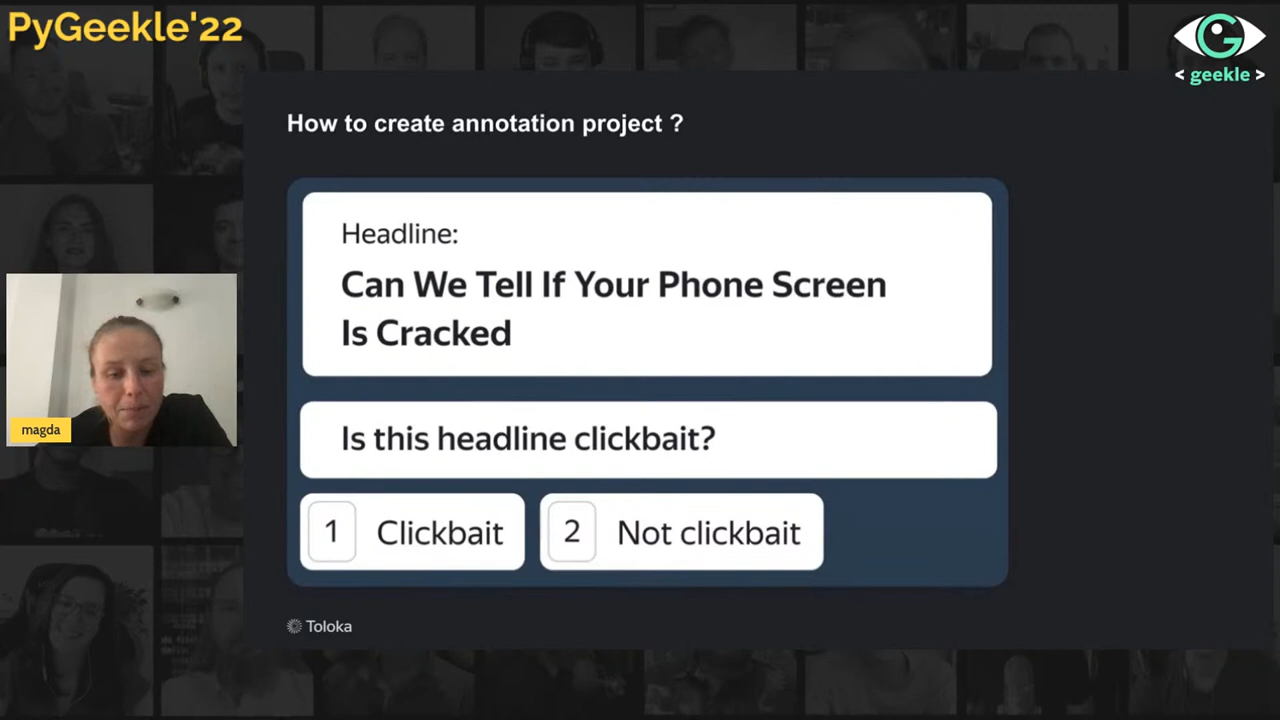 PyGeekle'22
< geekle >
How to create annotation project ?
Headline:
Can We Tell If Your Phone Screen
Is Cracked
Is this headline clickbait?
1 Clickbait
2 Not clickbait
magda
Toloka